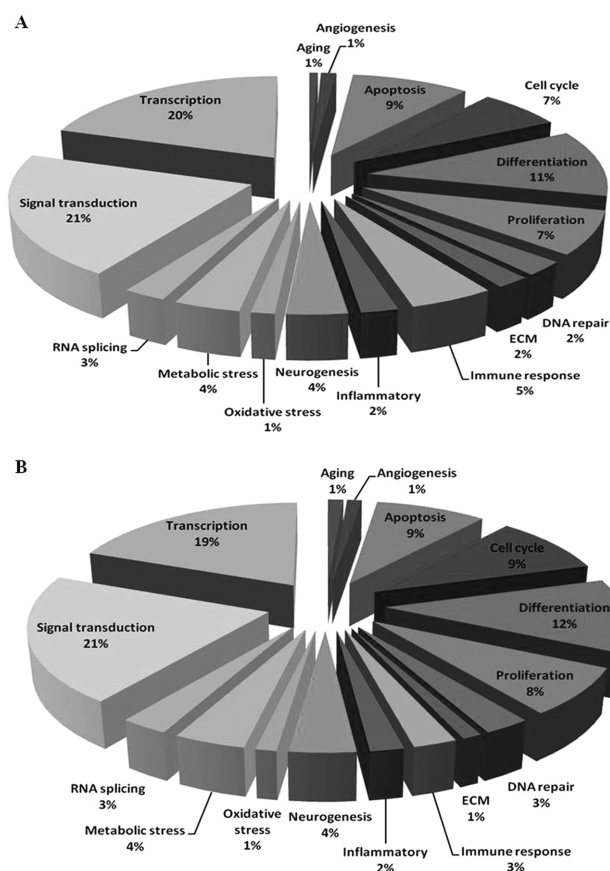 A
Angiogenesis
1%
Aging
1%
Apoptosis
9%
Cell cycle
7%
Differentiation
11%
Proliferation
7%
DNA repair
2%
ECM
2%
Immune response
5%
Inflammatory
2%
Neurogenesis
4%
Oxidative stress
1%
Metabolic stress
4%
RNA splicing
3%
Signal transduction
21%
Transcription
20%
B
Aging
1%
Angiogenesis
1%
Apoptosis
9%
Cell cycle
9%
Differentiation
12%
Proliferation
8%
DNA repair
3%
ECM
1%
Immune response
3%
Inflammatory
2%
Neurogenesis
4%
Oxidative
stress
1%
Metabolic stress
4%
RNA splicing
3%
Signal transduction
21%
Transcription
19%